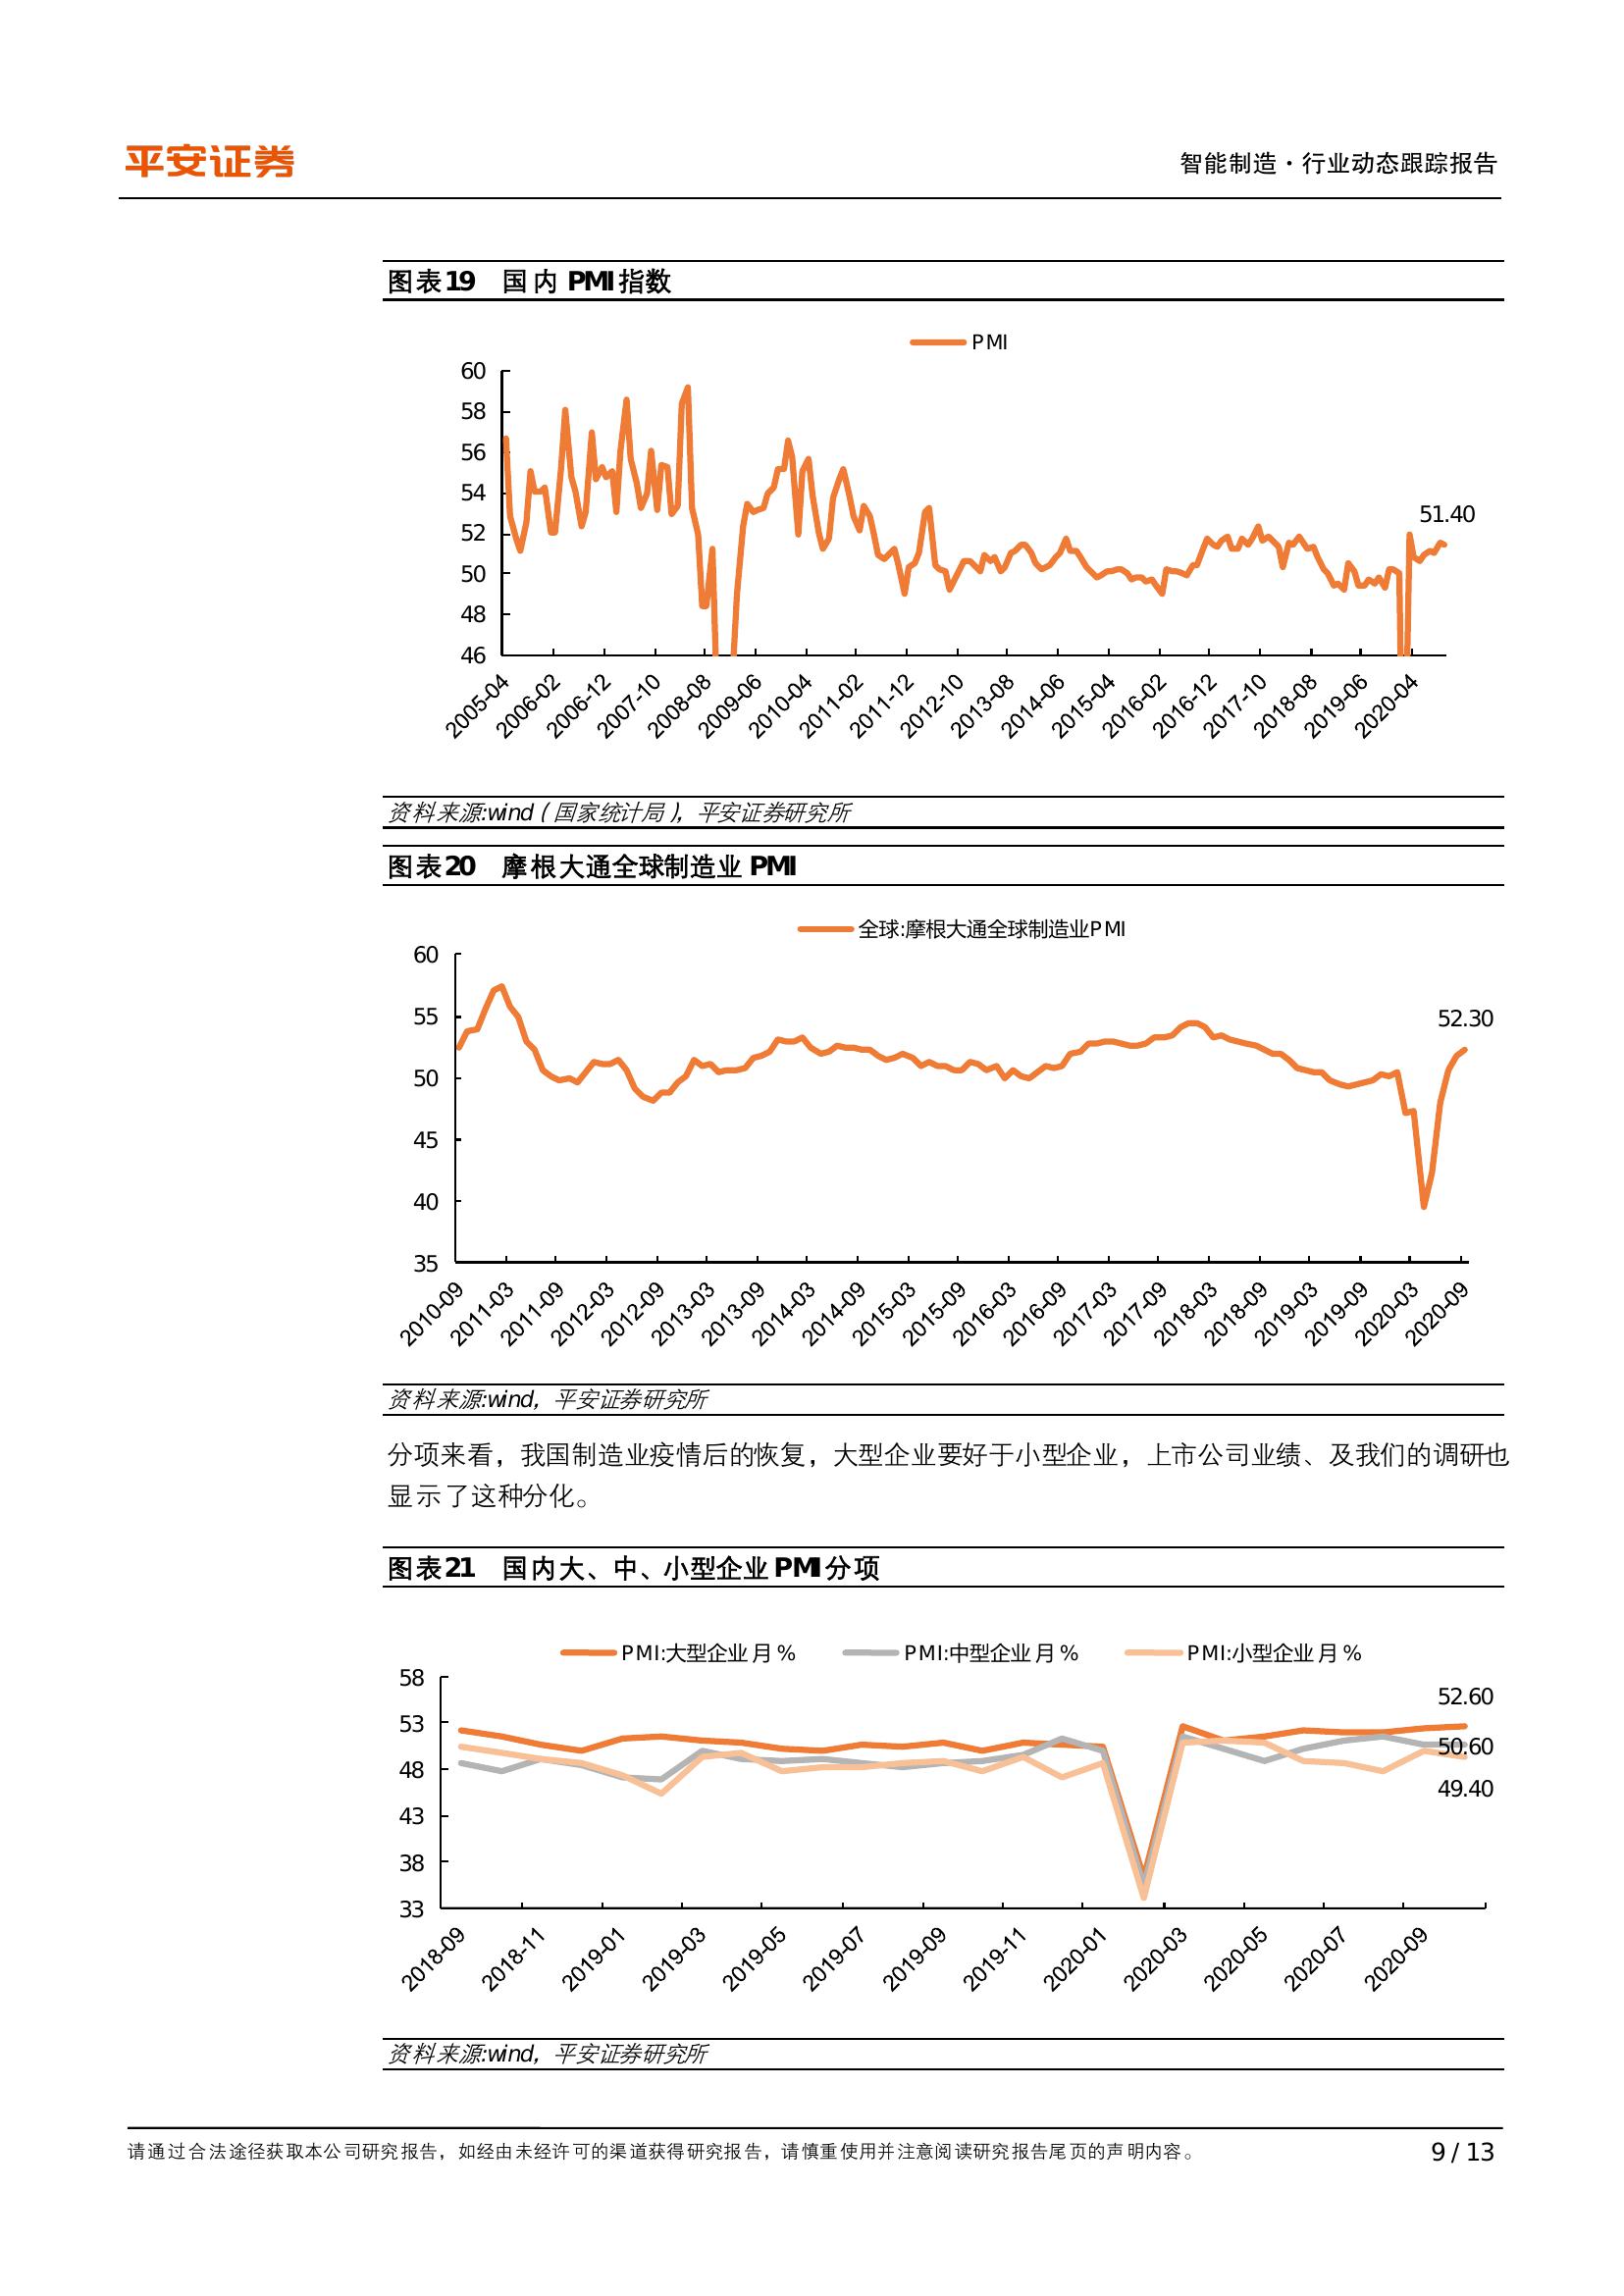 平安证券
智能制造·行业动态跟踪报告
图表19 国内 PMI 指数
PMI
60
58
56
54
52
50
48
46
51.40
2005-04 2006-02 2006-12 2007-10 2008-08 2009-06 2010-04 2011-02 2011-12 2012-10 2013-08 2014-06 2015-04 2016-02 2016-12 2017-10 2018-08 2019-06 2020-04
资料来源:wind（国家统计局），平安证券研究所
图表20 摩根大通全球制造业 PMI
全球:摩根大通全球制造业PMI
60
55
50
45
40
35
52.30
2010-09 2011-03 2011-09 2012-03 2012-09 2013-03 2013-09 2014-03 2014-09 2015-03 2015-09 2016-03 2016-09 2017-03 2017-09 2018-03 2018-09 2019-03 2019-09 2020-03 2020-09
资料来源:wind，平安证券研究所
分项来看，我国制造业疫情后的恢复，大型企业要好于小型企业，上市公司业绩、及我们的调研也
显示了这种分化。
图表21 国内大、中、小型企业 PMI 分项
PMI:大型企业 月 % PMI:中型企业 月 % PMI:小型企业 月 %
58
53
48
43
38
33
52.60
50.60
49.40
2018-09 2018-11 2019-01 2019-03 2019-05 2019-07 2019-09 2019-11 2020-01 2020-03 2020-05 2020-07 2020-09
资料来源:wind，平安证券研究所
请通过合法途径获取本公司研究报告，如经由未经许可的渠道获得研究报告，请慎重使用并注意阅读研究报告尾页的声明内容。
9 / 13